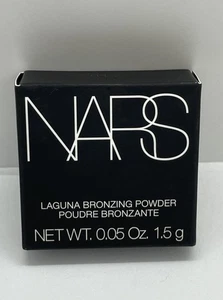 NARS
LAGUNA BRONZING POWDER
POUDRE BRONZANTE
NET WT. 0.05 Oz. 1.5 g